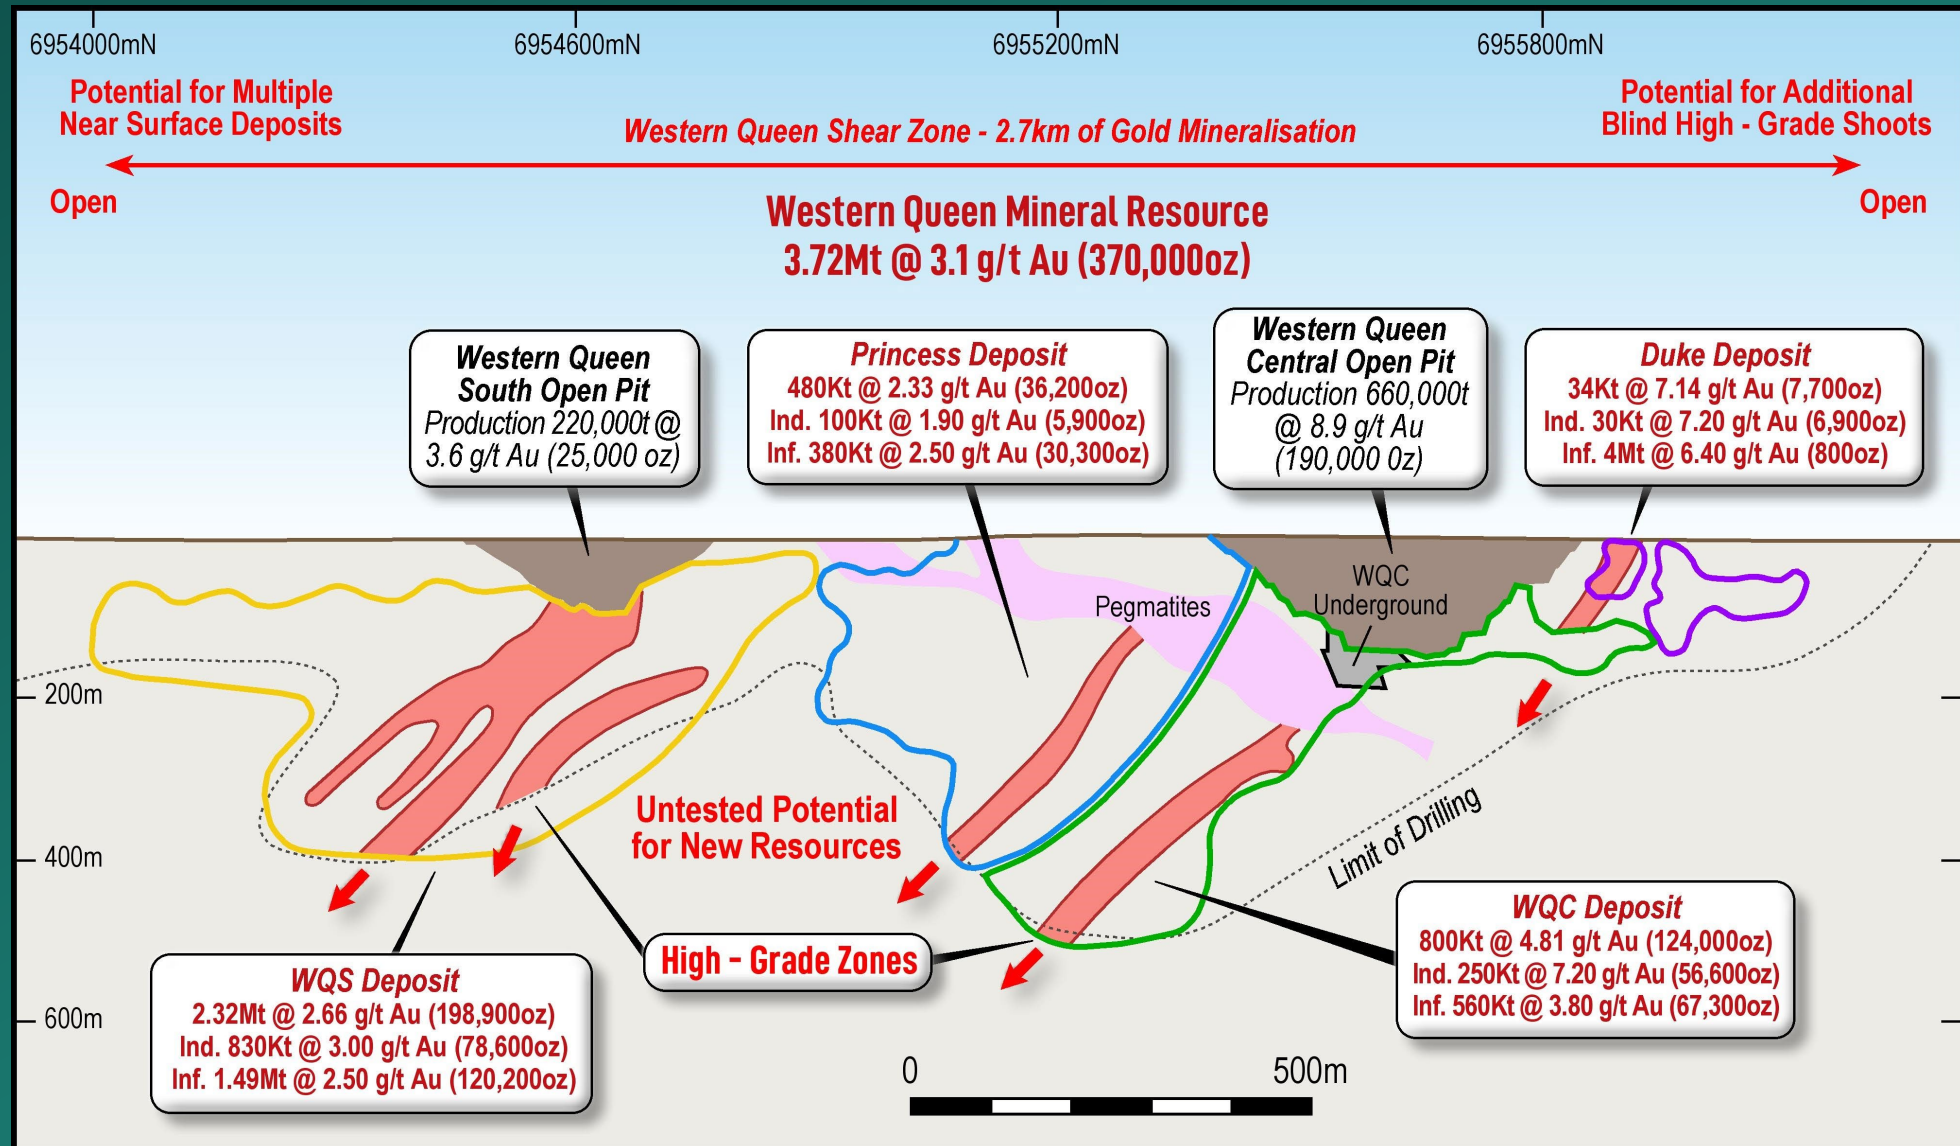 6954000mN
6954600mN
6955200mN
6955800mN
Potential for Multiple
Near Surface Deposits
Western Queen Shear Zone - 2.7km of Gold Mineralisation
Potential for Additional
Blind High - Grade Shoots
Open
Open
Western Queen Mineral Resource
3.72Mt @ 3.1 g/t Au (370,000oz)
Western Queen
South Open Pit
Production 220,000t @
3.6 g/t Au (25,000 oz)
Princess Deposit
480Kt @ 2.33 g/t Au (36,200oz)
Ind. 100Kt @ 1.90 g/t Au (5,900oz)
Inf. 380Kt @ 2.50 g/t Au (30,300oz)
Western Queen
Central Open Pit
Production 660,000t
@ 8.9 g/t Au
(190,000 0z)
Duke Deposit
34Kt @ 7.14 g/t Au (7,700oz)
Ind. 30Kt @ 7.20 g/t Au (6,900oz)
Inf. 4Mt @ 6.40 g/t Au (800oz)
WQC
Underground
Pegmatites
200m
400m
600m
Untested Potential
for New Resources
Limit of Drilling
High - Grade Zones
WQS Deposit
2.32Mt @ 2.66 g/t Au (198,900oz)
Ind. 830Kt @ 3.00 g/t Au (78,600oz)
Inf. 1.49Mt @ 2.50 g/t Au (120,200oz)
WQC Deposit
800Kt @ 4.81 g/t Au (124,000oz)
Ind. 250Kt @ 7.20 g/t Au (56,600oz)
Inf. 560Kt @ 3.80 g/t Au (67,300oz)
0
500m